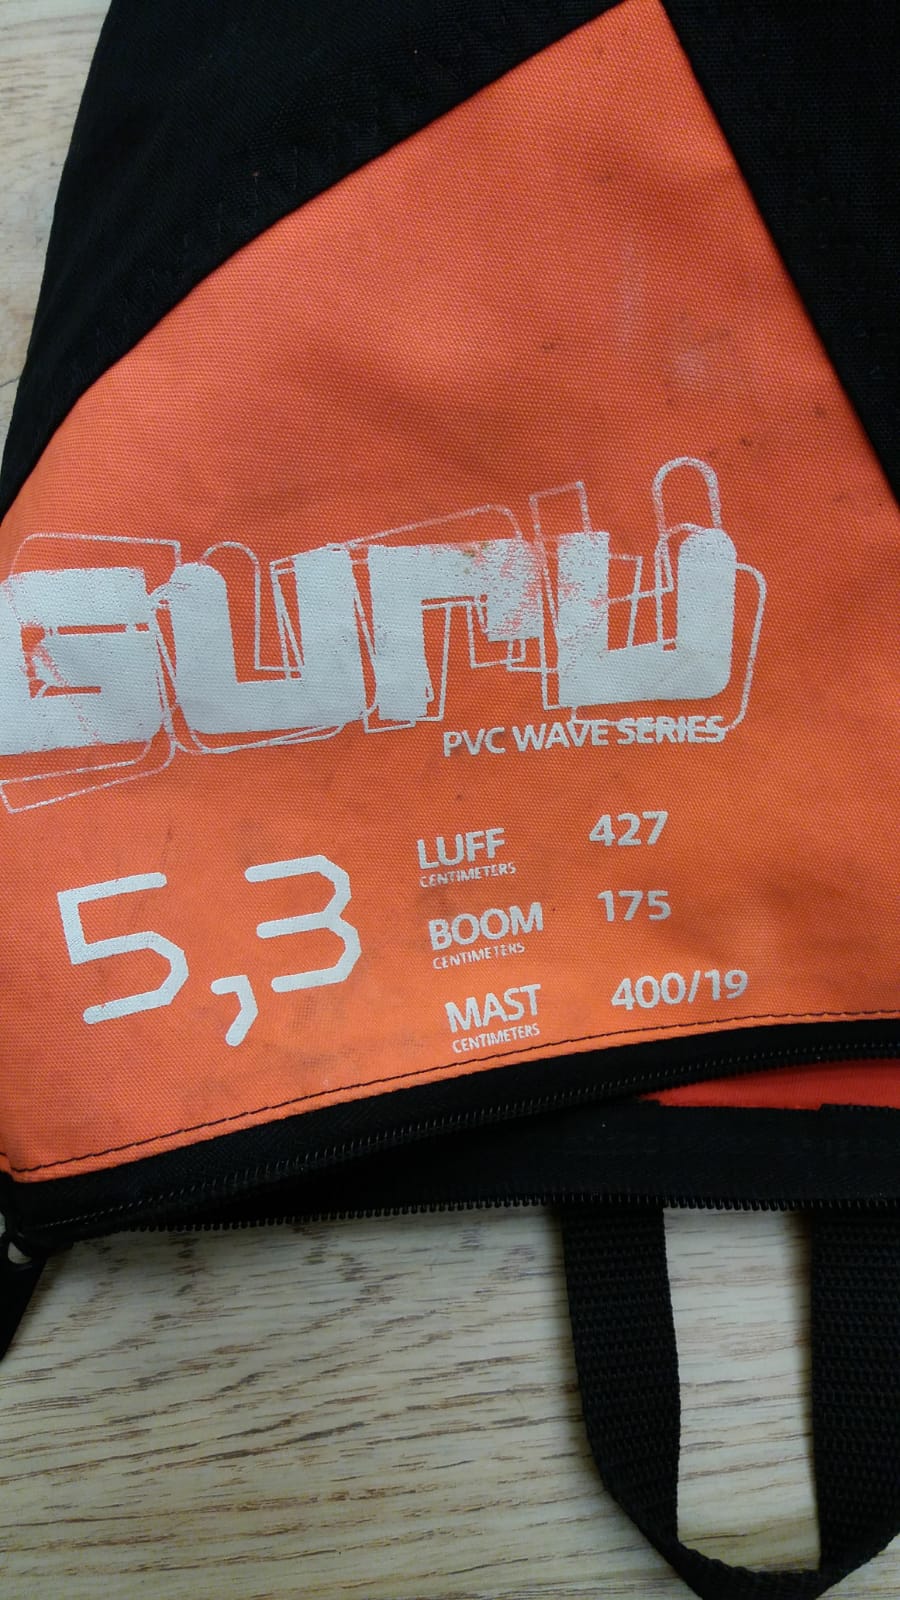 GURU
PVC WAVE SERIES
5,3
LUFF 427
CENTIMETERS
BOOM 175
CENTIMETERS
MAST 400/19
CENTIMETERS